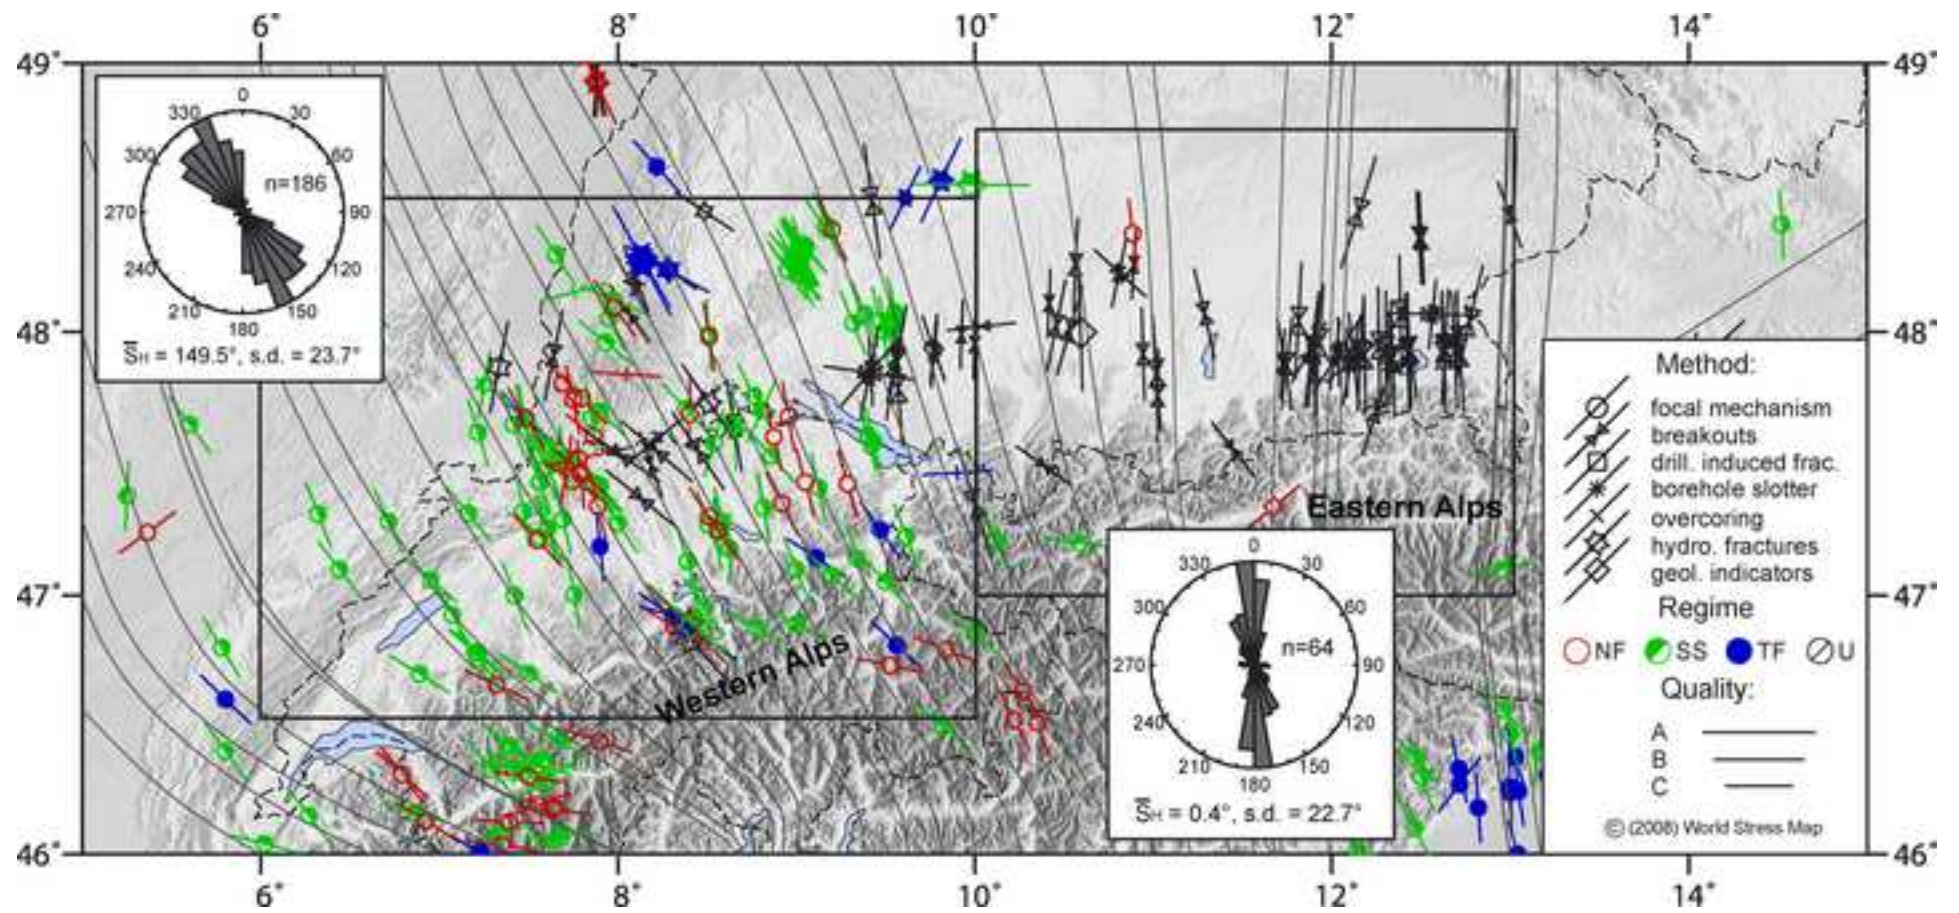 6° 8° 10° 12° 14°
49° 49°
0
330 30
300 60
n=186
270 90
240 120
210 150
180
S̅H = 149.5°, s.d. = 23.7°
48° 48°
Method:
focal mechanism
breakouts
drill. induced frac.
borehole slotter
overcoring
hydro. fractures
geol. indicators
Regime
NF SS TF U
Quality:
A
B
C
© (2008) World Stress Map
Eastern Alps
0
330 30
300 60
n=64
270 90
240 120
210 150
180
S̅H = 0.4°, s.d. = 22.7°
47° 47°
Western Alps
46° 46°
6° 8° 10° 12° 14°